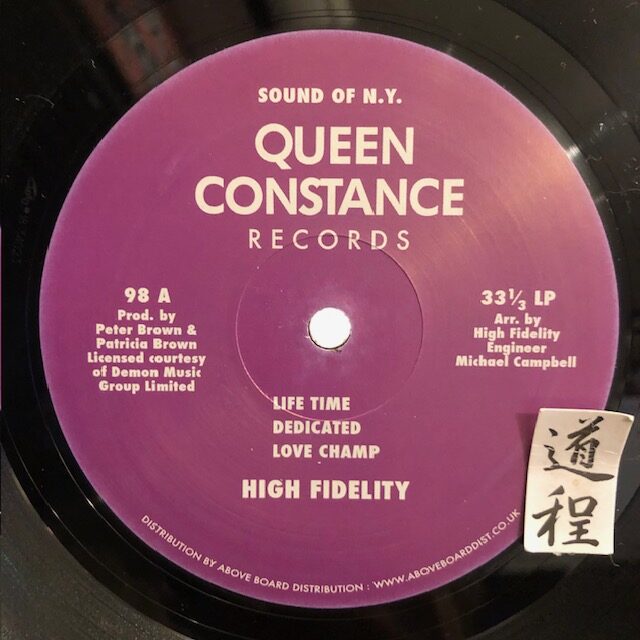 SOUND OF N.Y.
QUEEN
CONSTANCE
RECORDS
98 A
Prod. by
Peter Brown &
Patricia Brown
Licensed courtesy
of Demon Music
Group Limited
33⅓ LP
Arr. by
High Fidelity
Engineer
Michael Campbell
LIFE TIME
DEDICATED
LOVE CHAMP
HIGH FIDELITY
DISTRIBUTION BY ABOVE BOARD DISTRIBUTION : WWW.ABOVEBOARDDIST.CO.UK
道程